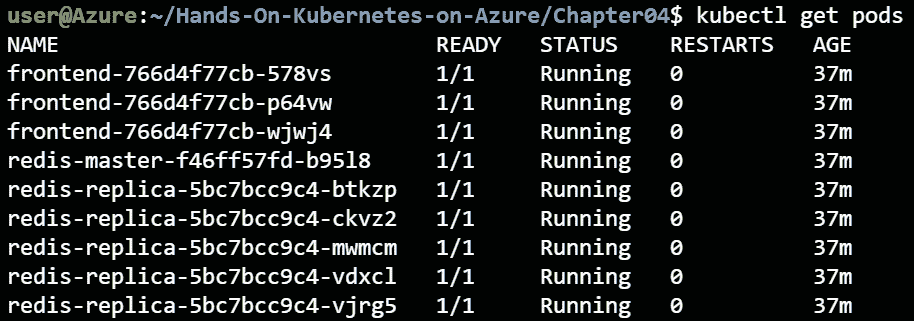 user@Azure:~/Hands-On-Kubernetes-on-Azure/Chapter04$ kubectl get pods
NAME READY STATUS RESTARTS AGE
frontend-766d4f77cb-578vs 1/1 Running 0 37m
frontend-766d4f77cb-p64vw 1/1 Running 0 37m
frontend-766d4f77cb-wjwj4 1/1 Running 0 37m
redis-master-f46ff57fd-b95l8 1/1 Running 0 37m
redis-replica-5bc7bcc9c4-btkzp 1/1 Running 0 37m
redis-replica-5bc7bcc9c4-ckvz2 1/1 Running 0 37m
redis-replica-5bc7bcc9c4-mwmcm 1/1 Running 0 37m
redis-replica-5bc7bcc9c4-vdxcl 1/1 Running 0 37m
redis-replica-5bc7bcc9c4-vjrg5 1/1 Running 0 37m